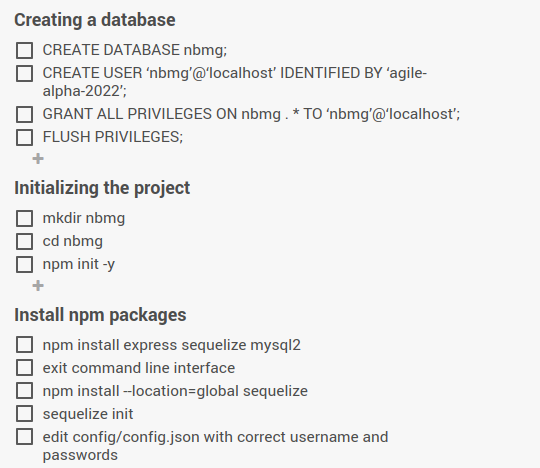 Creating a database
CREATE DATABASE nbmg;
CREATE USER ‘nbmg’@‘localhost’ IDENTIFIED BY ‘agile-
alpha-2022’;
GRANT ALL PRIVILEGES ON nbmg . * TO ‘nbmg’@‘localhost’;
FLUSH PRIVILEGES;
Initializing the project
mkdir nbmg
cd nbmg
npm init -y
Install npm packages
npm install express sequelize mysql2
exit command line interface
npm install --location=global sequelize
sequelize init
edit config/config.json with correct username and
passwords